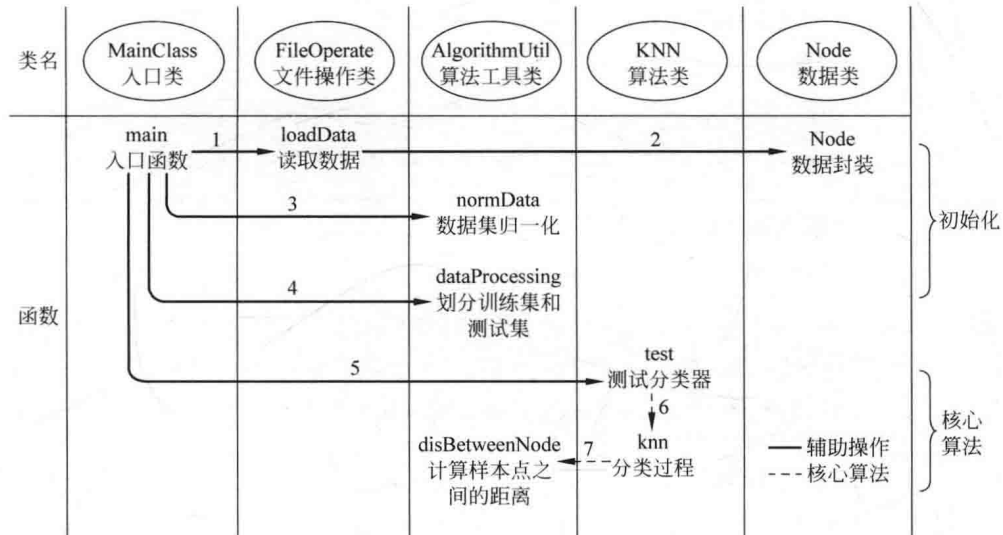 类名
MainClass
入口类
FileOperate
文件操作类
AlgorithmUtil
算法工具类
KNN
算法类
Node
数据类
函数
main
入口函数
1
loadData
读取数据
2
Node
数据封装
3
normData
数据集归一化
初始化
4
dataProcessing
划分训练集和
测试集
5
test
测试分类器
6
knn
分类过程
7
disBetweenNode
计算样本点之
间的距离
核心
算法
辅助操作
核心算法